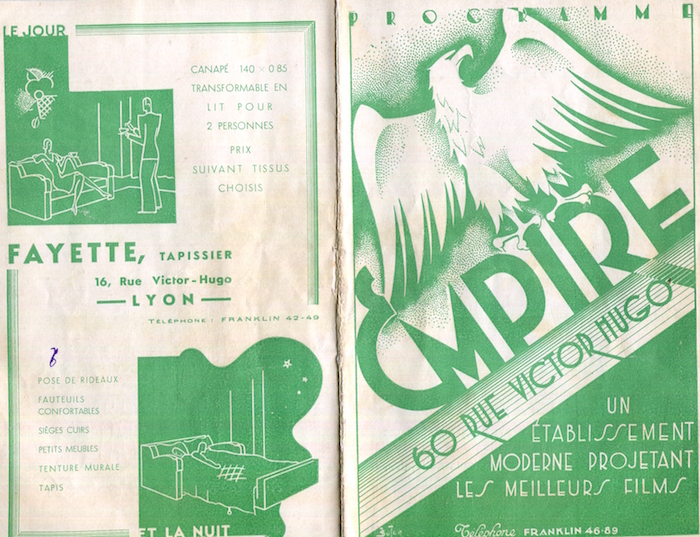 LE JOUR
CANAPÉ 140 × 0.85
TRANSFORMABLE EN
LIT POUR
2 PERSONNES
PRIX
SUIVANT TISSUS
CHOISIS
FAYETTE, TAPISSIER
16, Rue Victor-Hugo
— LYON —
TÉLÉPHONE : FRANKLIN 42-49
POSE DE RIDEAUX
FAUTEUILS
CONFORTABLES
SIÈGES CUIRS
PETITS MEUBLES
TENTURE MURALE
TAPIS
ET LA NUIT
PROGRAMME
EMPIRE
60 RUE VICTOR HUGO
UN
ÉTABLISSEMENT
MODERNE PROJETANT
LES MEILLEURS FILMS
Téléphone FRANKLIN 46-89